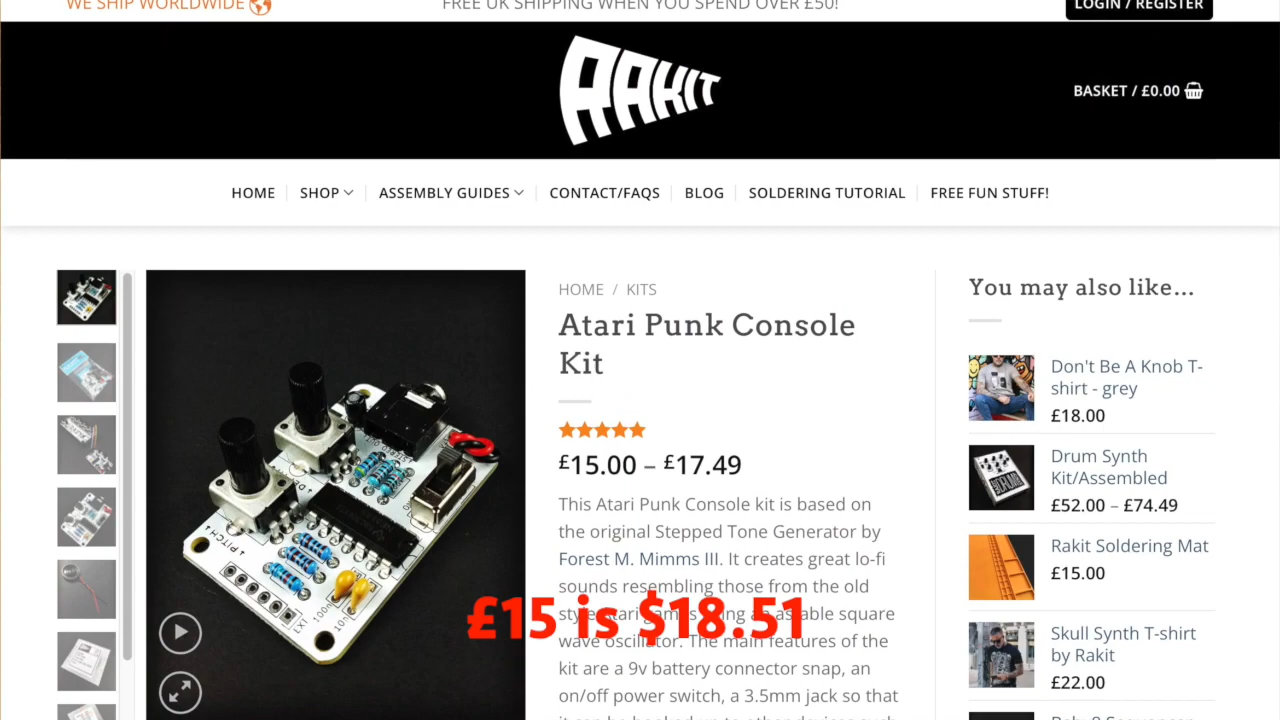 WE SHIP WORLDWIDE
FREE UK SHIPPING WHEN YOU SPEND OVER £50!
LOGIN / REGISTER
RAKIT
BASKET / £0.00
HOME
SHOP
ASSEMBLY GUIDES
CONTACT/FAQS
BLOG
SOLDERING TUTORIAL
FREE FUN STUFF!
HOME / KITS
Atari Punk Console
Kit
£15.00 – £17.49
This Atari Punk Console kit is based on
the original Stepped Tone Generator by
Forest M. Mimms III. It creates great lo-fi
sounds resembling those from the old
square
wave oscillator. The main features of the
kit are a 9v battery connector snap, an
on/off power switch, a 3.5mm jack so that
£15 is $18.51
PITCH
EXT
100n
10n
You may also like...
Don't Be A Knob T-
shirt - grey
£18.00
Drum Synth
Kit/Assembled
£52.00 – £74.49
Rakit Soldering Mat
£15.00
Skull Synth T-shirt
by Rakit
£22.00